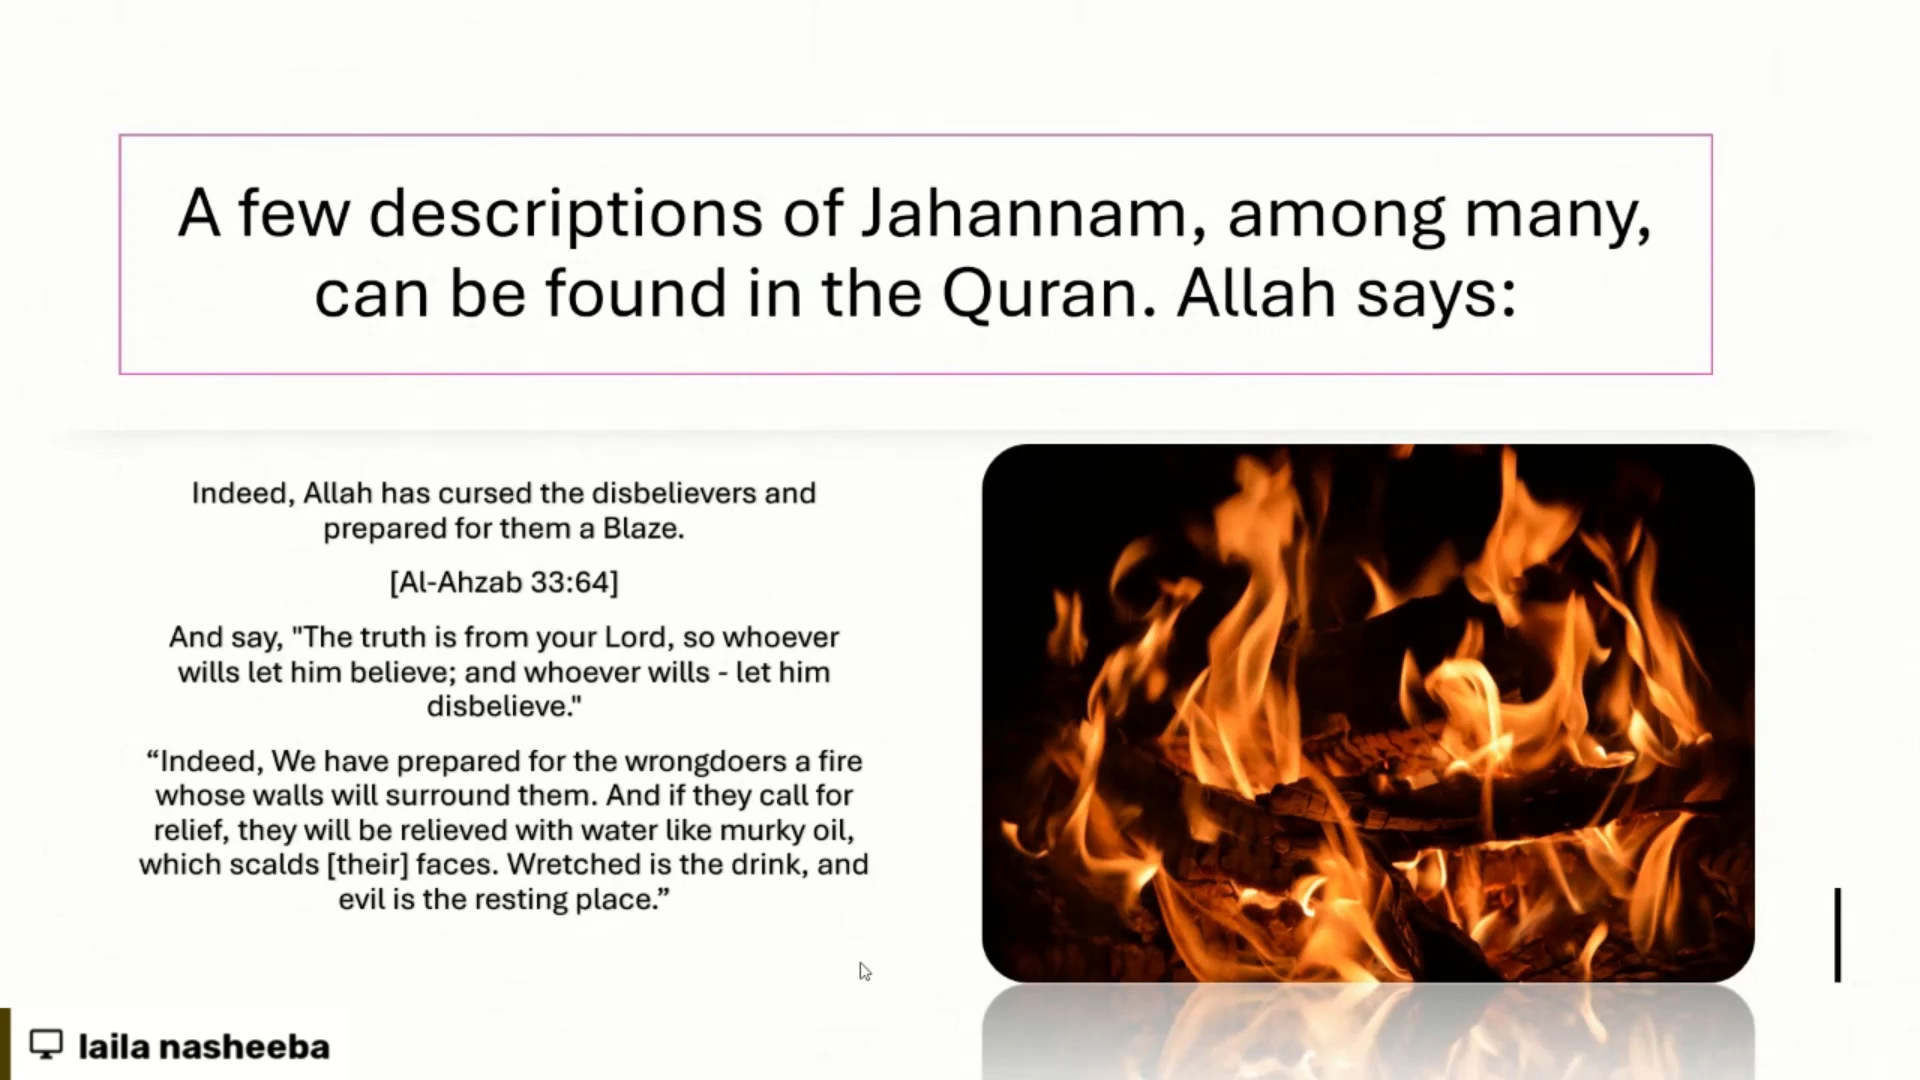 A few descriptions of Jahannam, among many,
can be found in the Quran. Allah says:
Indeed, Allah has cursed the disbelievers and
prepared for them a Blaze.
[Al-Ahzab 33:64]
And say, "The truth is from your Lord, so whoever
wills let him believe; and whoever wills - let him
disbelieve."
“Indeed, We have prepared for the wrongdoers a fire
whose walls will surround them. And if they call for
relief, they will be relieved with water like murky oil,
which scalds [their] faces. Wretched is the drink, and
evil is the resting place.”
laila nasheeba